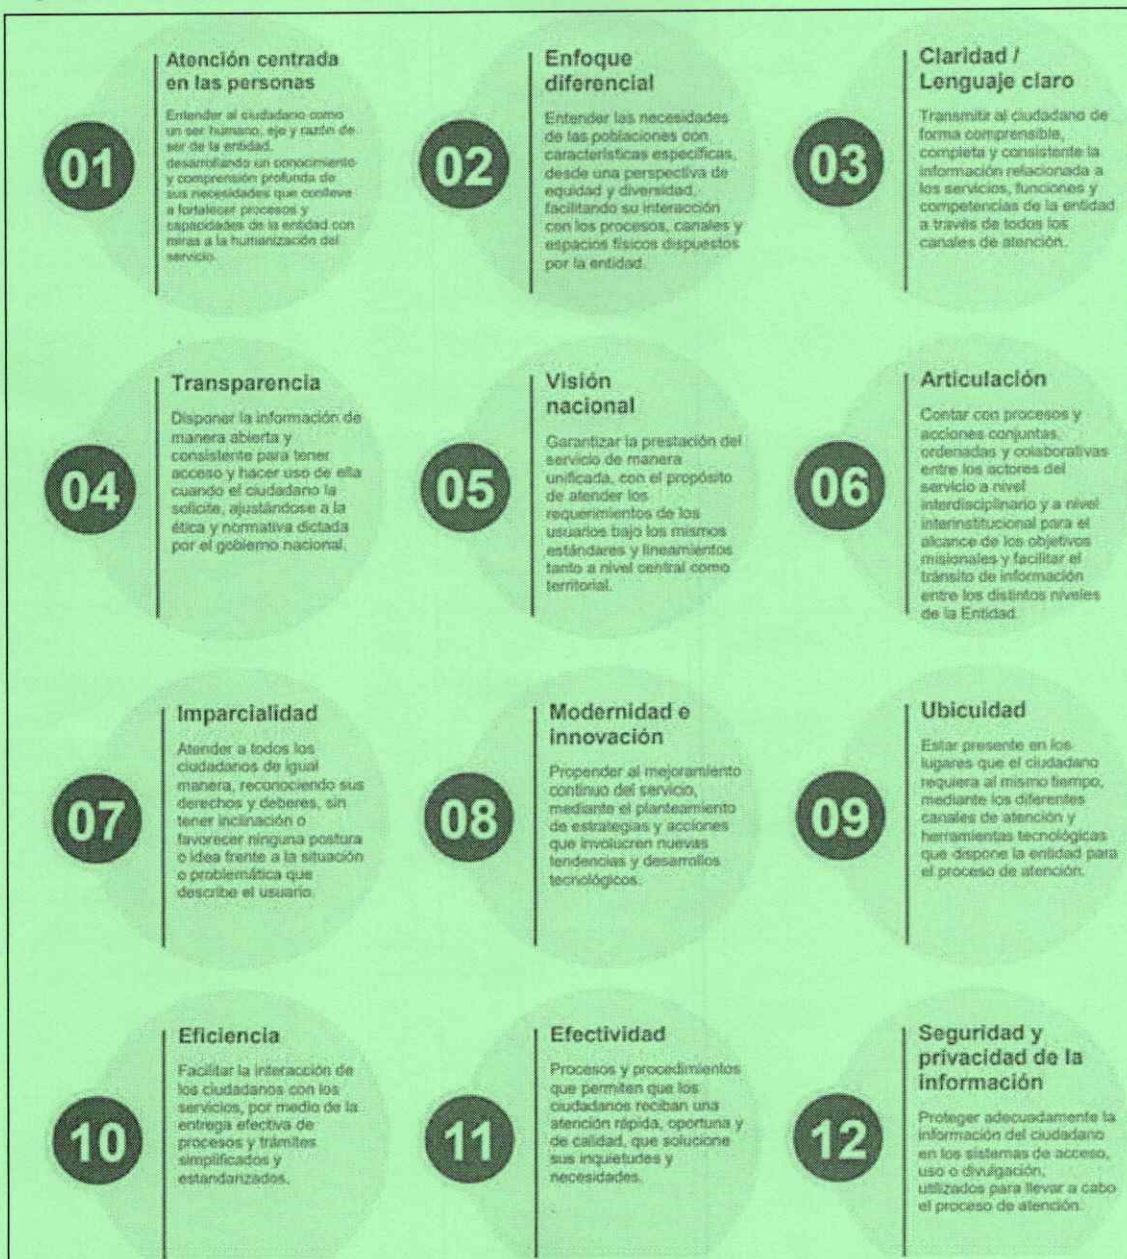 01
Atención centrada
en las personas
Entender al ciudadano como
un ser humano, eje y razón de
ser de la entidad,
desarrollando un conocimiento
y comprensión profunda de
sus necesidades que conlleve
a fortalecer procesos y
capacidades de la entidad con
miras a la humanización del
servicio.
02
Enfoque
diferencial
Entender las necesidades
de las poblaciones con
características específicas,
desde una perspectiva de
equidad y diversidad,
facilitando su interacción
con los procesos, canales y
espacios físicos dispuestos
por la entidad.
03
Claridad /
Lenguaje claro
Transmitir al ciudadano de
forma comprensible,
completa y consistente la
información relacionada a
los servicios, funciones y
competencias de la entidad
a través de todos los
canales de atención.
04
Transparencia
Disponer la información de
manera abierta y
consistente para tener
acceso y hacer uso de ella
cuando el ciudadano la
solicite, ajustándose a la
ética y normativa dictada
por el gobierno nacional.
05
Visión
nacional
Garantizar la prestación del
servicio de manera
unificada, con el propósito
de atender los
requerimientos de los
usuarios bajo los mismos
estándares y lineamientos
tanto a nivel central como
territorial.
06
Articulación
Contar con procesos y
acciones conjuntas,
ordenadas y colaborativas
entre los actores del
servicio a nivel
interdisciplinario y a nivel
interinstitucional para el
alcance de los objetivos
misionales y facilitar el
tránsito de información
entre los distintos niveles
de la Entidad.
07
Imparcialidad
Atender a todos los
ciudadanos de igual
manera, reconociendo sus
derechos y deberes, sin
tener inclinación o
favorecer ninguna postura
o idea frente a la situación
o problemática que
describe el usuario.
08
Modernidad e
innovación
Propender al mejoramiento
continuo del servicio,
mediante el planteamiento
de estrategias y acciones
que involucren nuevas
tendencias y desarrollos
tecnológicos.
09
Ubicuidad
Estar presente en los
lugares que el ciudadano
requiera al mismo tiempo,
mediante los diferentes
canales de atención y
herramientas tecnológicas
que dispone la entidad para
el proceso de atención.
10
Eficiencia
Facilitar la interacción de
los ciudadanos con los
servicios, por medio de la
entrega efectiva de
procesos y trámites
simplificados y
estandarizados.
11
Efectividad
Procesos y procedimientos
que permiten que los
ciudadanos reciban una
atención rápida, oportuna y
de calidad, que solucione
sus inquietudes y
necesidades.
12
Seguridad y
privacidad de la
información
Proteger adecuadamente la
información del ciudadano
en los sistemas de acceso,
uso o divulgación,
utilizados para llevar a cabo
el proceso de atención.